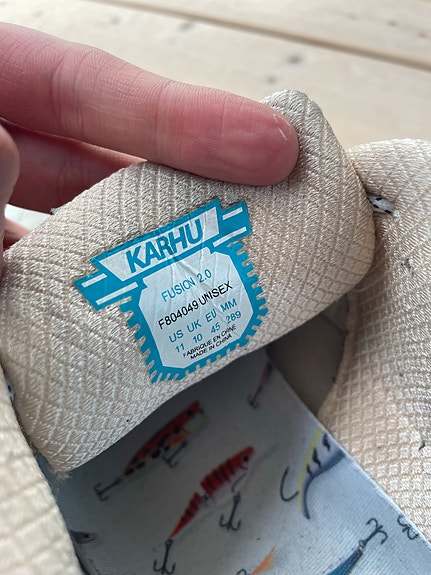 KARHU
FUSION 2.0
F804049 UNISEX
US UK EU MM
11 10 45 289
FABRIQUE EN CHINE
MADE IN CHINA